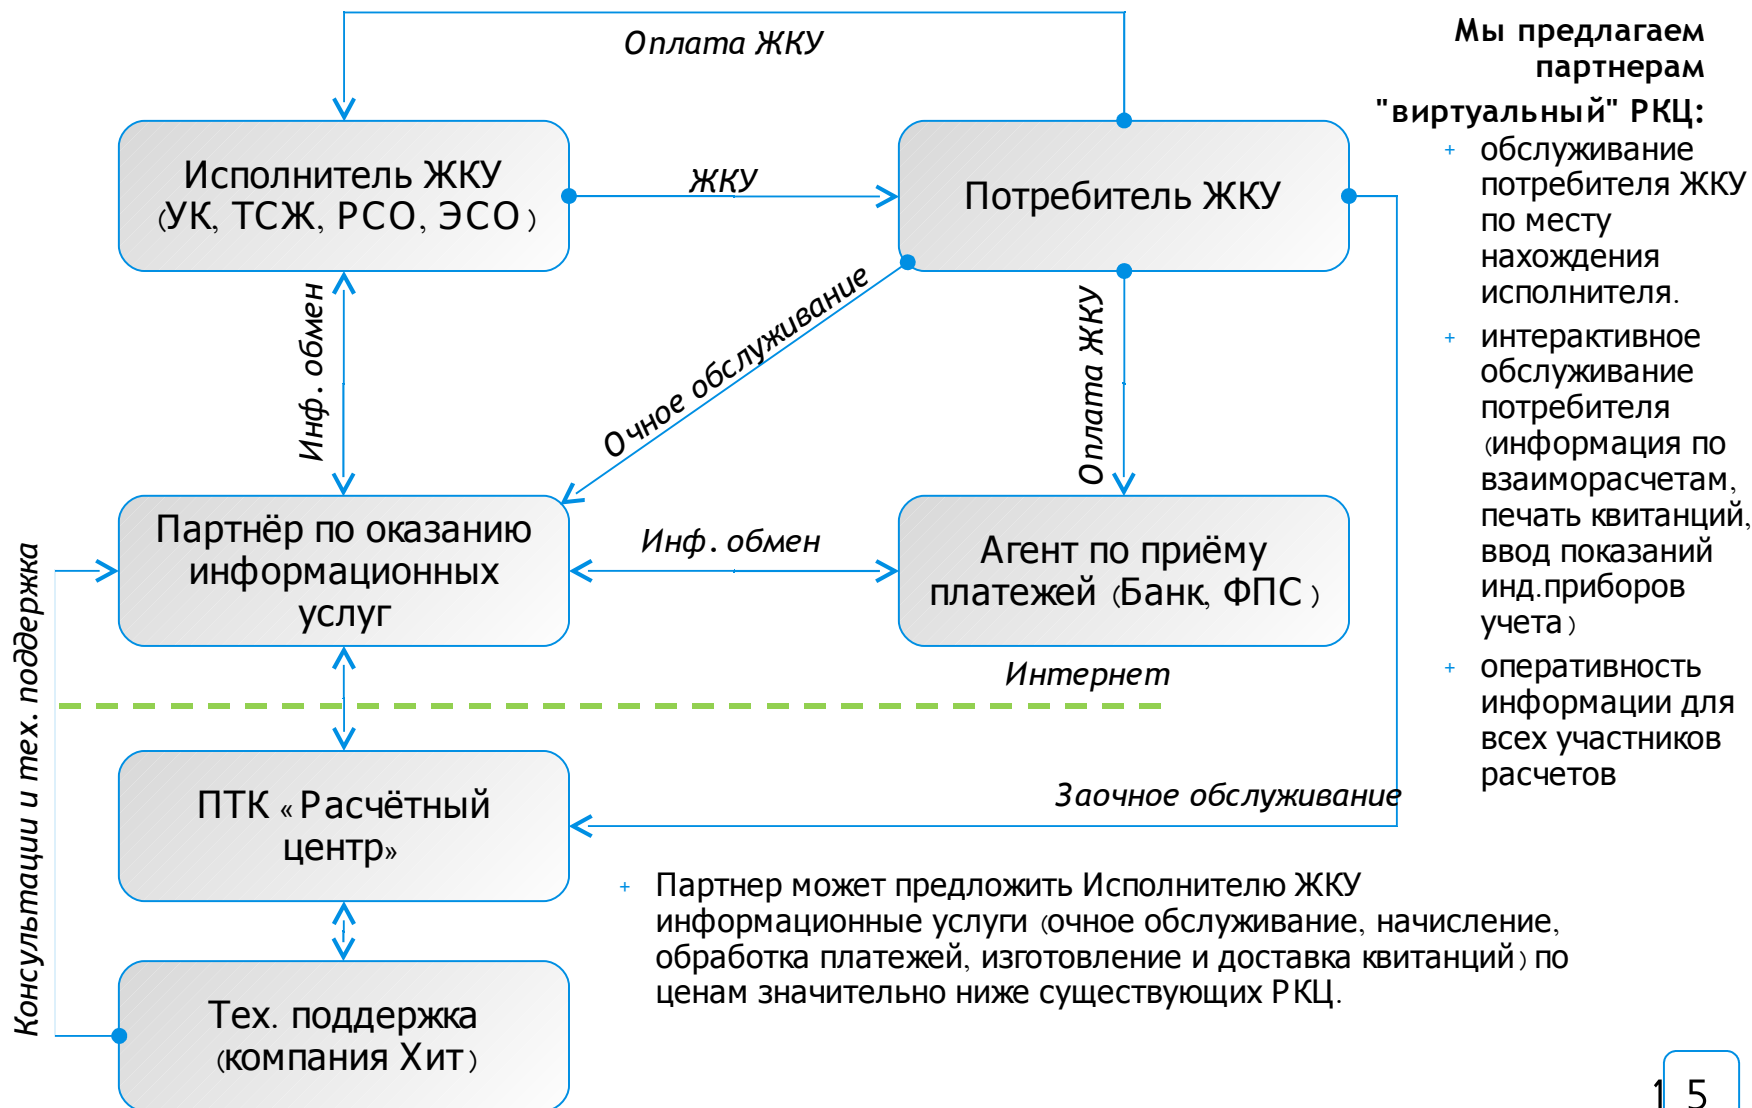 Оплата ЖКУ
Мы предлагаем
партнерам
"виртуальный" РКЦ:
+ обслуживание
потребителя ЖКУ
по месту
нахождения
исполнителя.
+ интерактивное
обслуживание
потребителя
(информация по
взаиморасчетам,
печать квитанций,
ввод показаний
инд.приборов
учета)
+ оперативность
информации для
всех участников
расчетов
Исполнитель ЖКУ
(УК, ТСЖ, РСО, ЭСО)
ЖКУ
Потребитель ЖКУ
Инф. обмен
Очное обслуживание
Оплата ЖКУ
Партнёр по оказанию
информационных
услуг
Инф. обмен
Агент по приёму
платежей (Банк, ФПС)
Интернет
Консультации и тех. поддержка
ПТК «Расчётный
центр»
Заочное обслуживание
+ Партнер может предложить Исполнителю ЖКУ
информационные услуги (очное обслуживание, начисление,
обработка платежей, изготовление и доставка квитанций) по
ценам значительно ниже существующих РКЦ.
Тех. поддержка
(компания Хит)
15